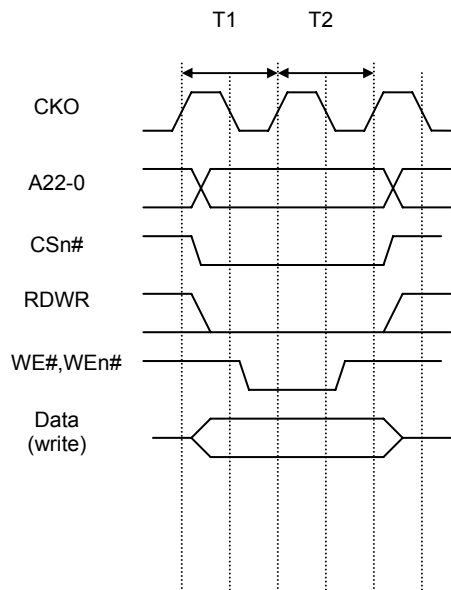 T1 T2
CKO
A22-0
CSn#
RDWR
WE#,WEn#
Data
(write)